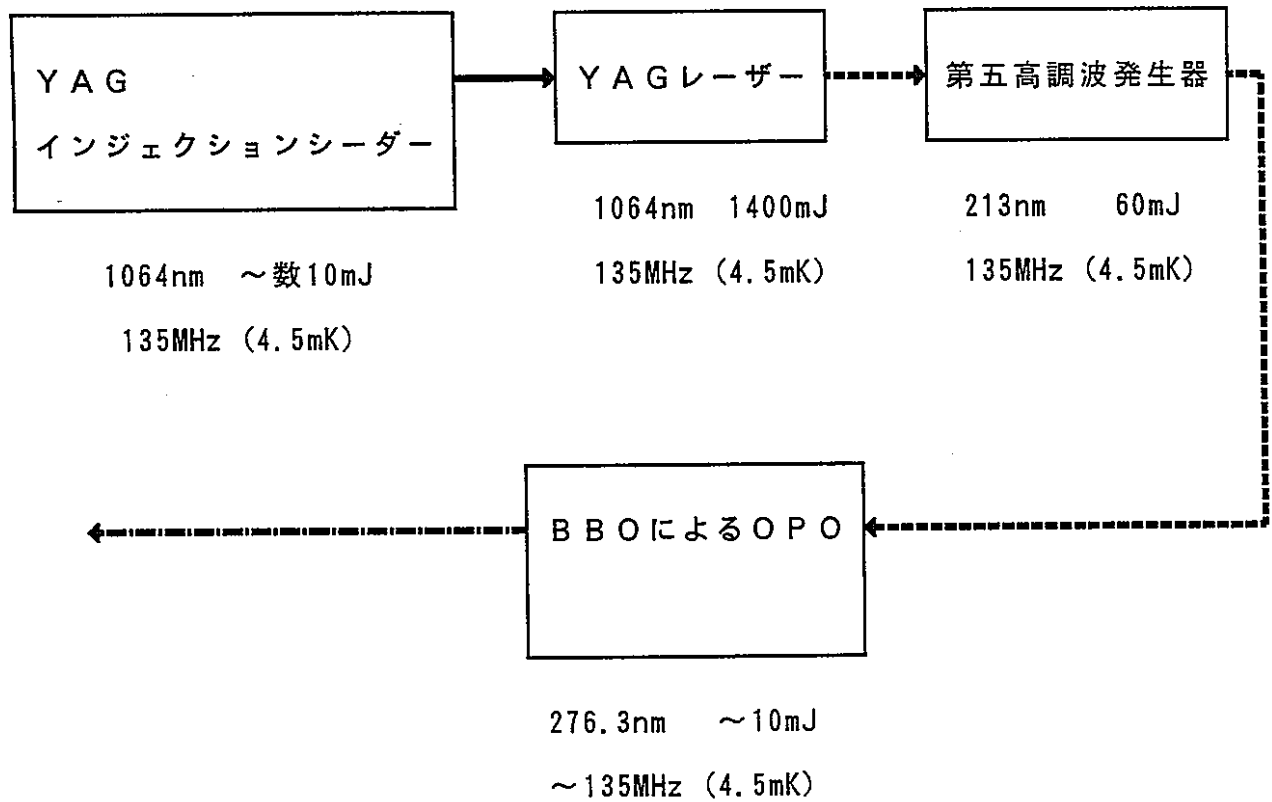 YAG
インジェクションシーダー
1064nm ～数10mJ
135MHz (4.5mK)
YAGレーザー
1064nm 1400mJ
135MHz (4.5mK)
第五高調波発生器
213nm 60mJ
135MHz (4.5mK)
BBOによるOPO
276.3nm ～10mJ
～135MHz (4.5mK)